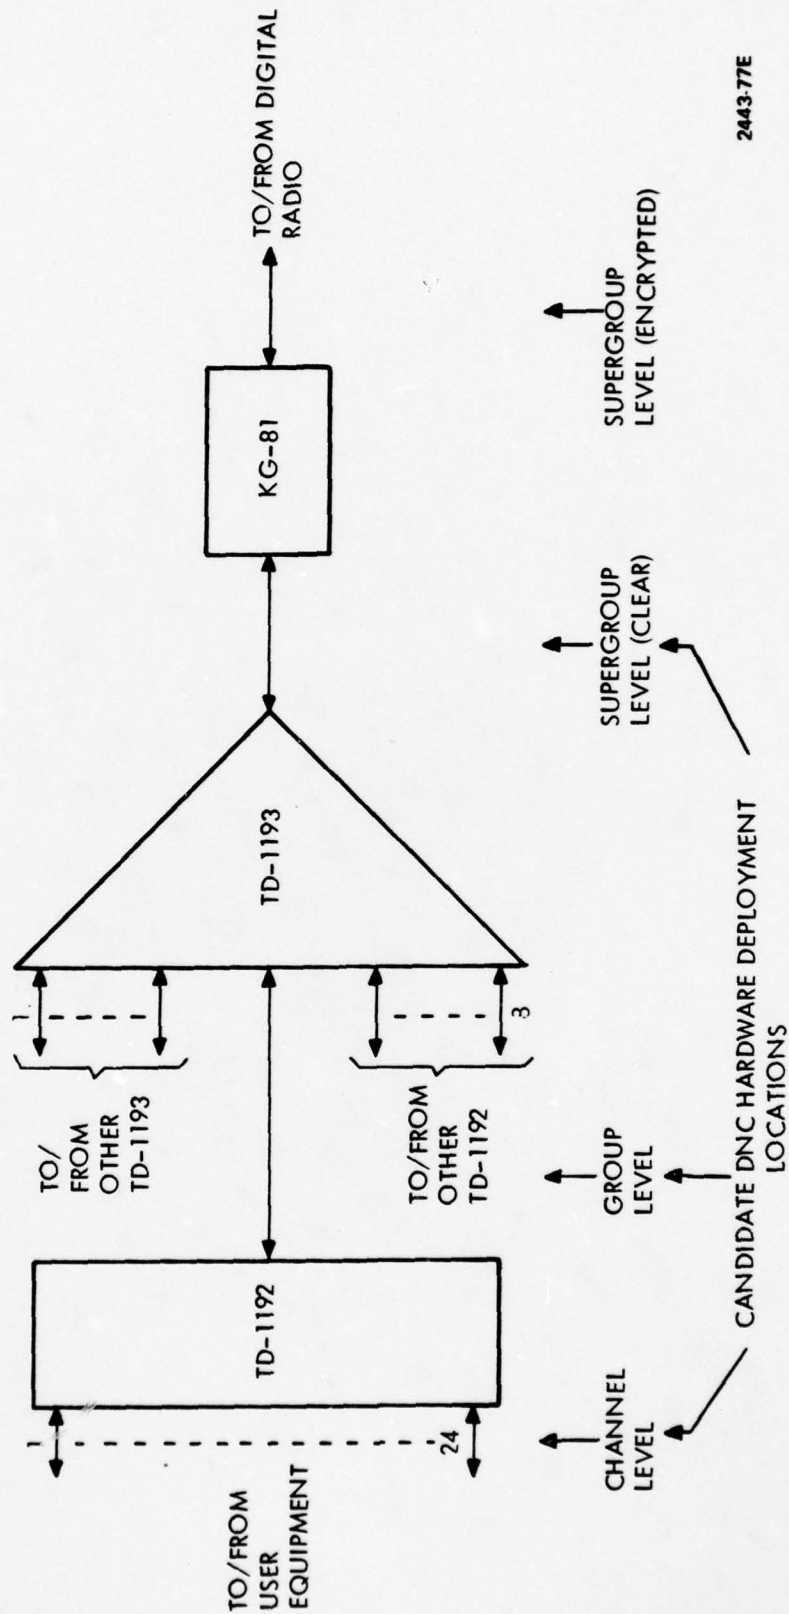 TO/FROM
USER
EQUIPMENT
1
24
TD-1192
TO/
FROM
OTHER
TD-1193
TO/FROM
OTHER
TD-1192
1
8
TD-1193
KG-81
TO/FROM DIGITAL
RADIO
CHANNEL
LEVEL
GROUP
LEVEL
SUPERGROUP
LEVEL (CLEAR)
SUPERGROUP
LEVEL (ENCRYPTED)
CANDIDATE DNC HARDWARE DEPLOYMENT
LOCATIONS
2443-77E